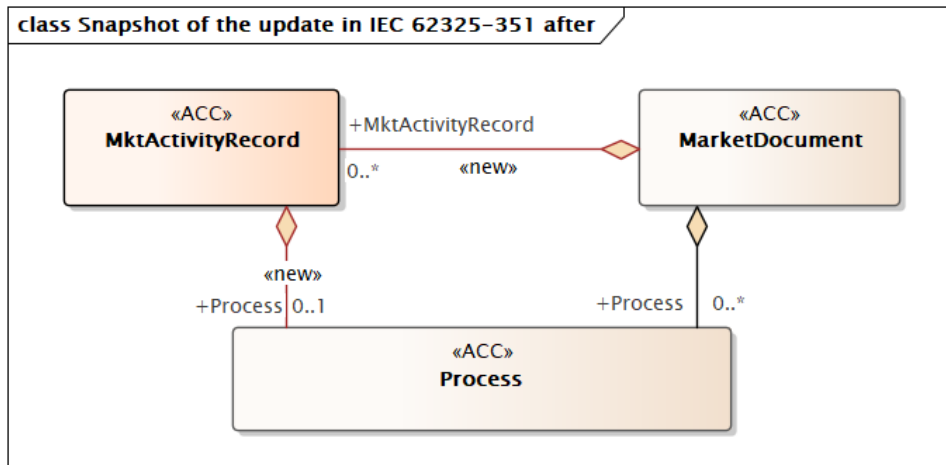 class Snapshot of the update in IEC 62325-351 after
«ACC»
MktActivityRecord
+MktActivityRecord
0..*
«new»
«ACC»
MarketDocument
«new»
+Process 0..1
+Process 0..*
«ACC»
Process